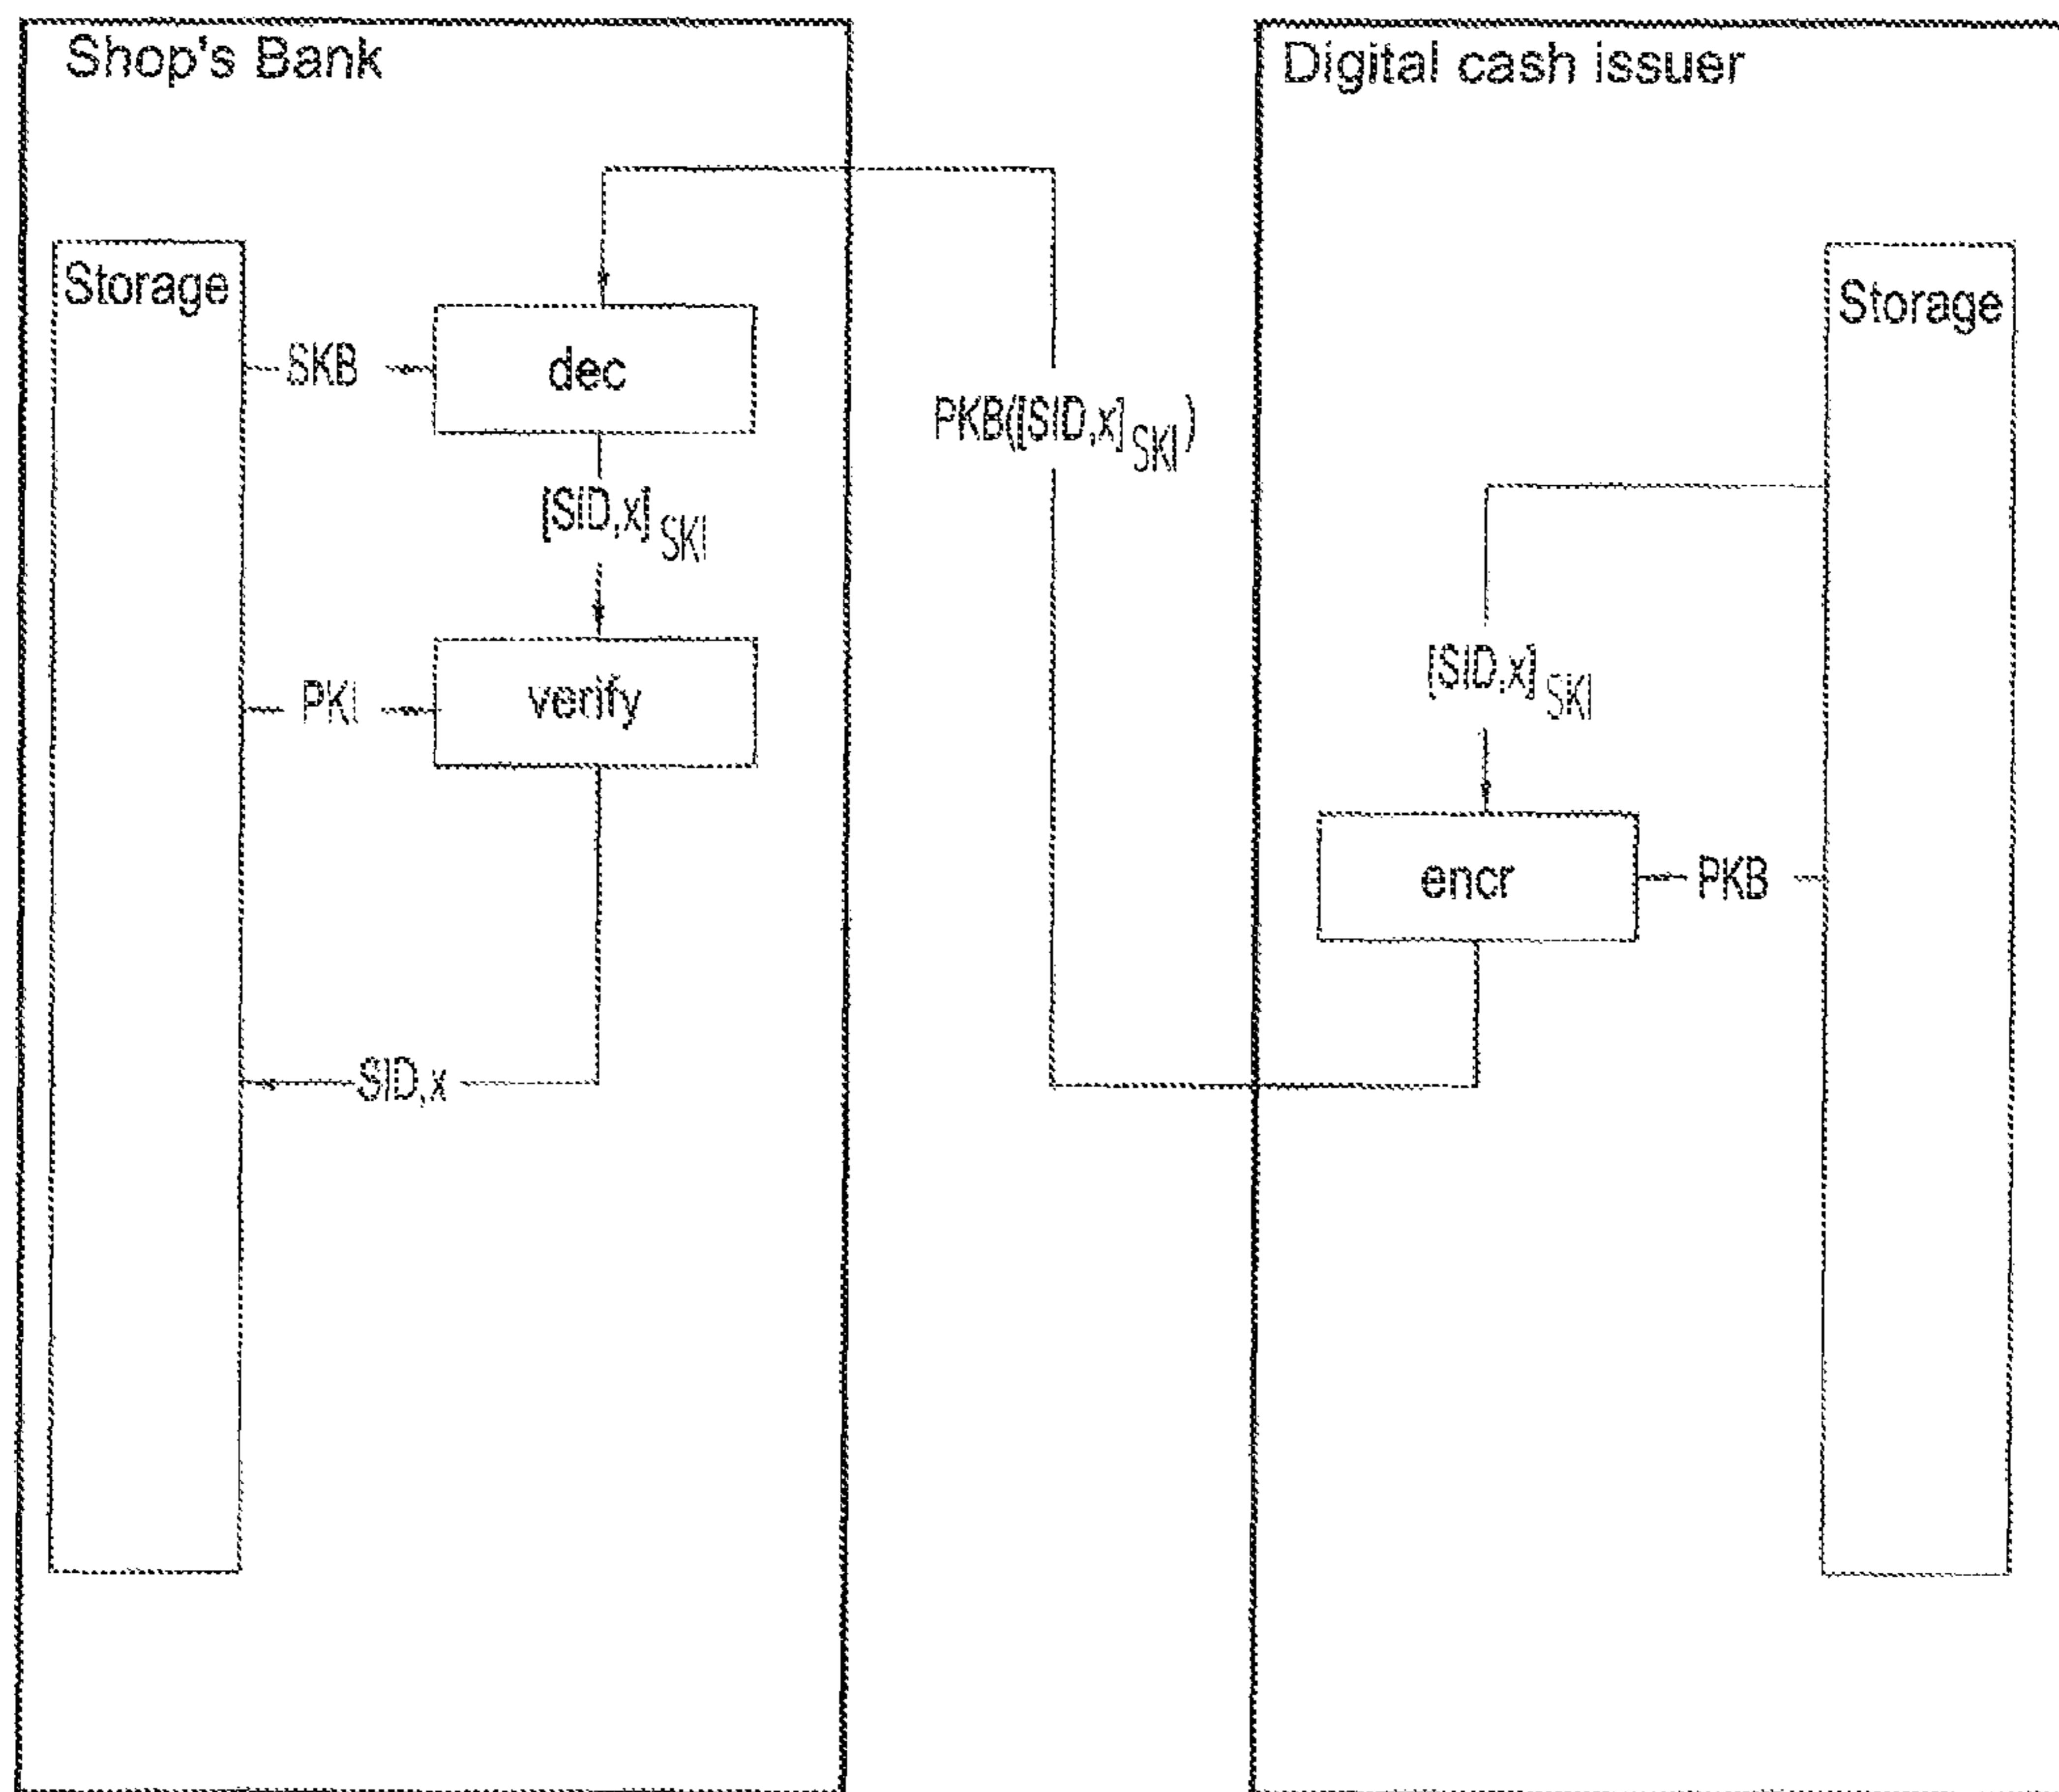 Shop's Bank
Storage
SKB
dec
[SID,x]SKI
PKI
verify
SID,x
PKB([SID,x]SKI)
Digital cash issuer
Storage
[SID,x]SKI
encr
PKB